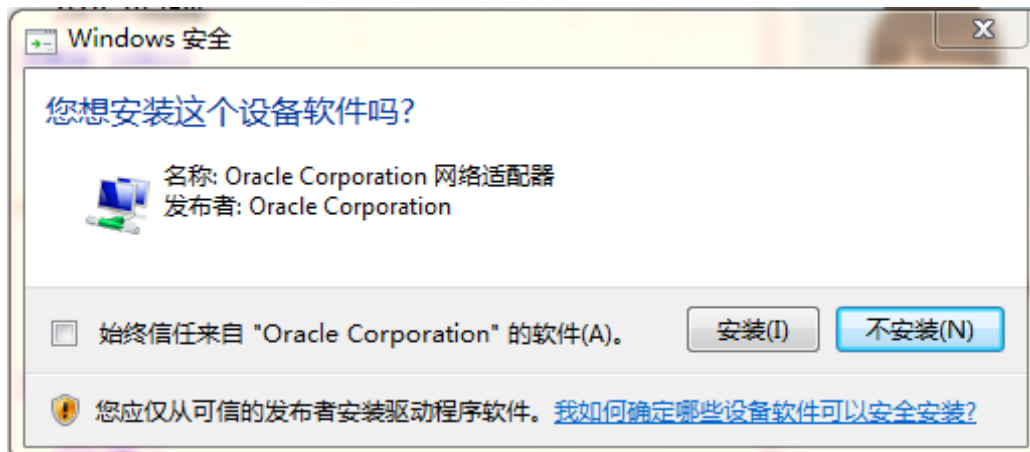 Windows 安全
您想安装这个设备软件吗?
名称: Oracle Corporation 网络适配器
发布者: Oracle Corporation
始终信任来自 "Oracle Corporation" 的软件(A)。
安装(I)
不安装(N)
您应仅从可信的发布者安装驱动程序软件。我如何确定哪些设备软件可以安全安装?